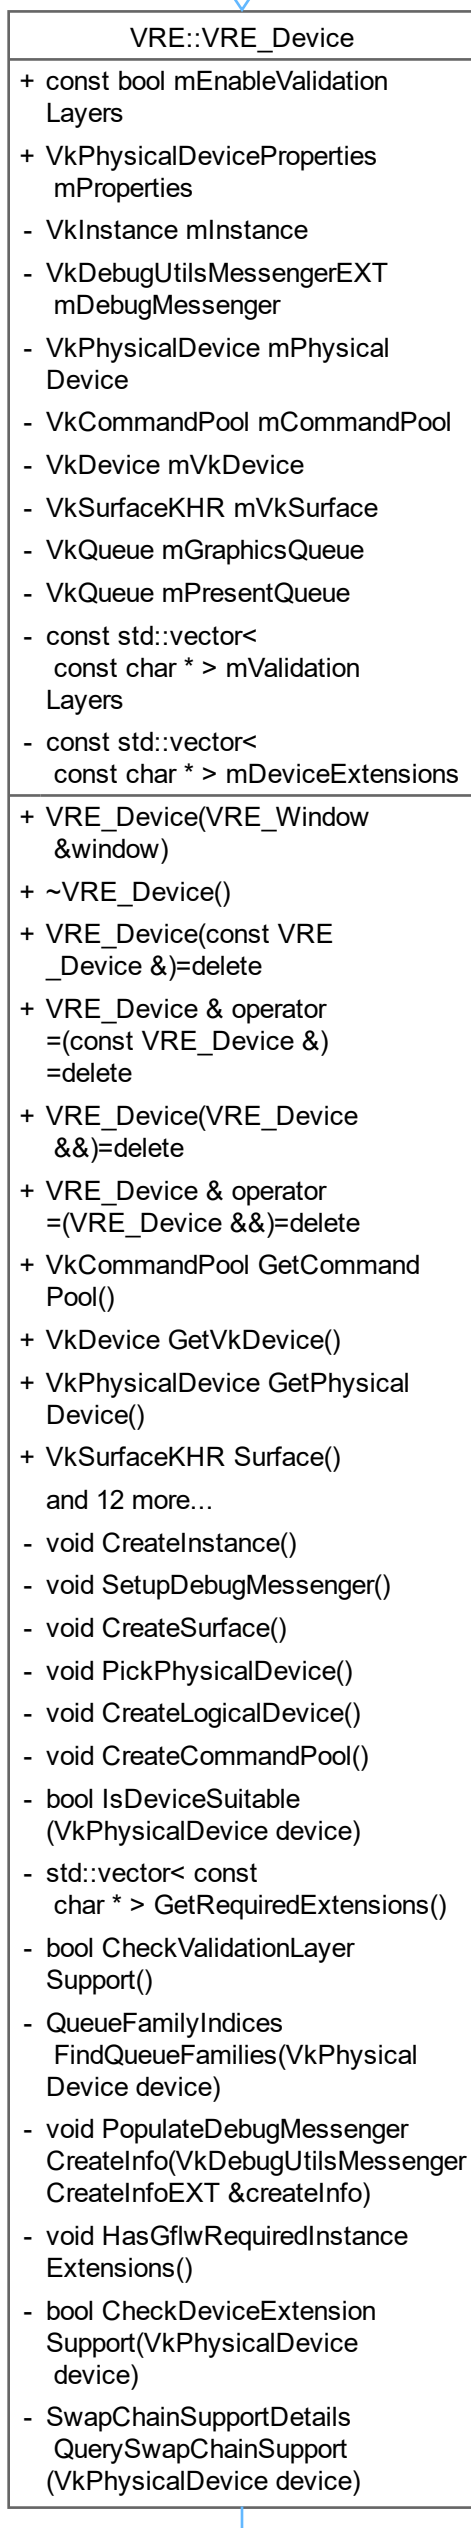 VRE::VRE_Device
+ const bool mEnableValidation
Layers
+ VkPhysicalDeviceProperties
mProperties
- VkInstance mInstance
- VkDebugUtilsMessengerEXT
mDebugMessenger
- VkPhysicalDevice mPhysical
Device
- VkCommandPool mCommandPool
- VkDevice mVkDevice
- VkSurfaceKHR mVkSurface
- VkQueue mGraphicsQueue
- VkQueue mPresentQueue
- const std::vector<
const char * > mValidation
Layers
- const std::vector<
const char * > mDeviceExtensions
+ VRE_Device(VRE_Window
&window)
+ ~VRE_Device()
+ VRE_Device(const VRE
_Device &)=delete
+ VRE_Device & operator
=(const VRE_Device &)
=delete
+ VRE_Device(VRE_Device
&&)=delete
+ VRE_Device & operator
=(VRE_Device &&)=delete
+ VkCommandPool GetCommand
Pool()
+ VkDevice GetVkDevice()
+ VkPhysicalDevice GetPhysical
Device()
+ VkSurfaceKHR Surface()
and 12 more...
- void CreateInstance()
- void SetupDebugMessenger()
- void CreateSurface()
- void PickPhysicalDevice()
- void CreateLogicalDevice()
- void CreateCommandPool()
- bool IsDeviceSuitable
(VkPhysicalDevice device)
- std::vector< const
char * > GetRequiredExtensions()
- bool CheckValidationLayer
Support()
- QueueFamilyIndices
FindQueueFamilies(VkPhysical
Device device)
- void PopulateDebugMessenger
CreateInfo(VkDebugUtilsMessenger
CreateInfoEXT &createInfo)
- void HasGflwRequiredInstance
Extensions()
- bool CheckDeviceExtension
Support(VkPhysicalDevice
device)
- SwapChainSupportDetails
QuerySwapChainSupport
(VkPhysicalDevice device)